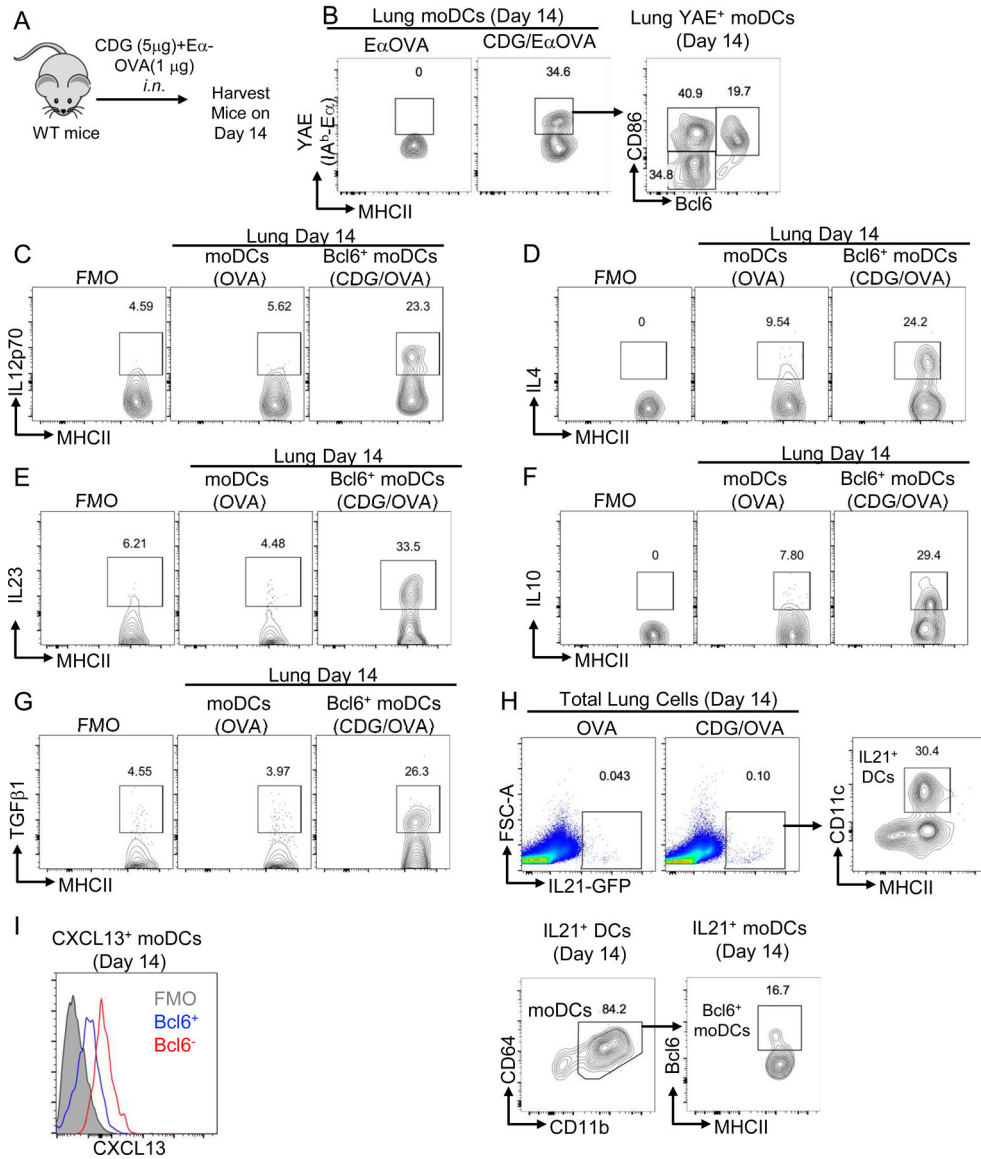 A
CDG (5μg)+Eα-
OVA(1 μg)
i.n.
WT mice
Harvest
Mice on
Day 14
B
Lung moDCs (Day 14)
EαOVA
CDG/EαOVA
0
34.6
YAE
(IAᵇ-Eα)
MHCII
Lung YAE⁺ moDCs
(Day 14)
40.9
19.7
34.8
CD86
Bcl6
C
Lung Day 14
FMO
moDCs
(OVA)
Bcl6⁺ moDCs
(CDG/OVA)
4.59
5.62
23.3
IL12p70
MHCII
D
Lung Day 14
FMO
moDCs
(OVA)
Bcl6⁺ moDCs
(CDG/OVA)
0
9.54
24.2
IL4
MHCII
E
Lung Day 14
FMO
moDCs
(OVA)
Bcl6⁺ moDCs
(CDG/OVA)
6.21
4.48
33.5
IL23
MHCII
F
Lung Day 14
FMO
moDCs
(OVA)
Bcl6⁺ moDCs
(CDG/OVA)
0
7.80
29.4
IL10
MHCII
G
Lung Day 14
FMO
moDCs
(OVA)
Bcl6⁺ moDCs
(CDG/OVA)
4.55
3.97
26.3
TGFβ1
MHCII
H
Total Lung Cells (Day 14)
OVA
CDG/OVA
0.043
0.10
FSC-A
IL21-GFP
IL21⁺
DCs
30.4
CD11c
MHCII
IL21⁺ DCs
(Day 14)
moDCs
84.2
CD64
CD11b
IL21⁺ moDCs
(Day 14)
16.7
Bcl6⁺
moDCs
Bcl6
MHCII
I
CXCL13⁺ moDCs
(Day 14)
FMO
Bcl6⁺
Bcl6⁻
CXCL13